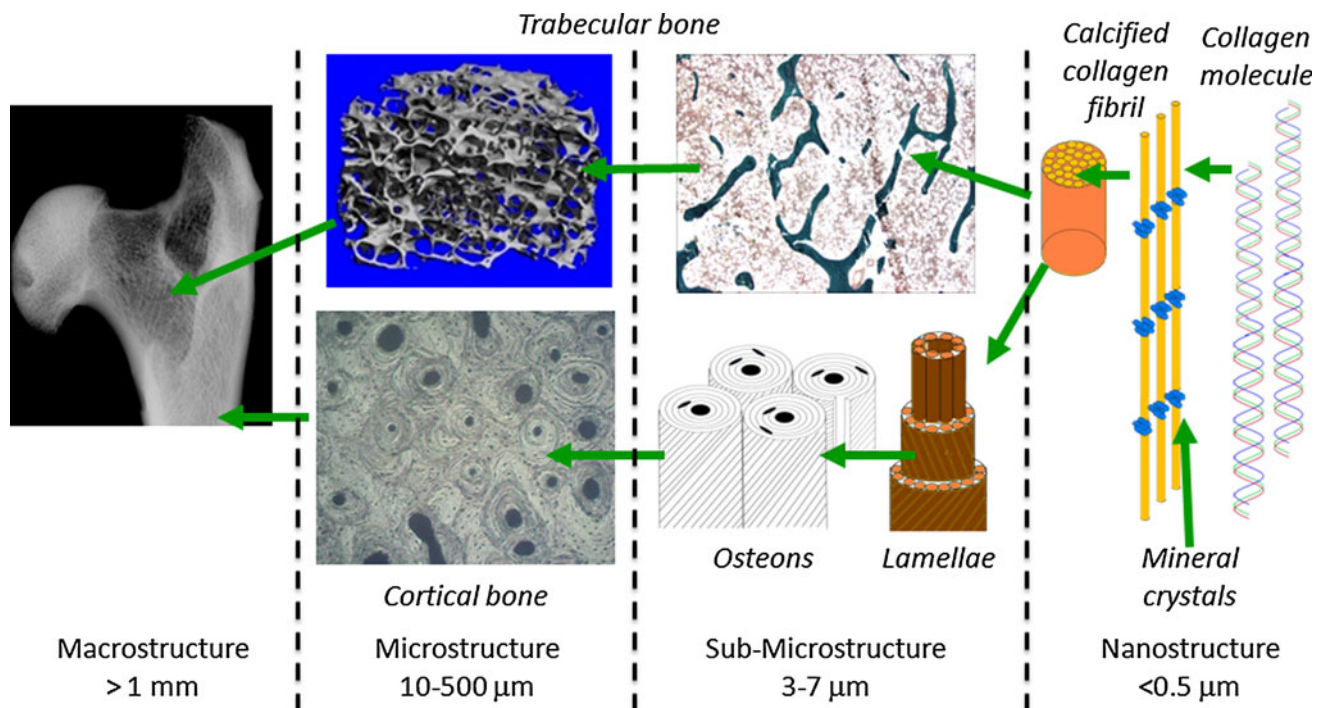 Trabecular bone
Calcified
collagen
fibril
Collagen
molecule
Osteons
Lamellae
Mineral
crystals
Cortical bone
Macrostructure
> 1 mm
Microstructure
10-500 µm
Sub-Microstructure
3-7 µm
Nanostructure
<0.5 µm